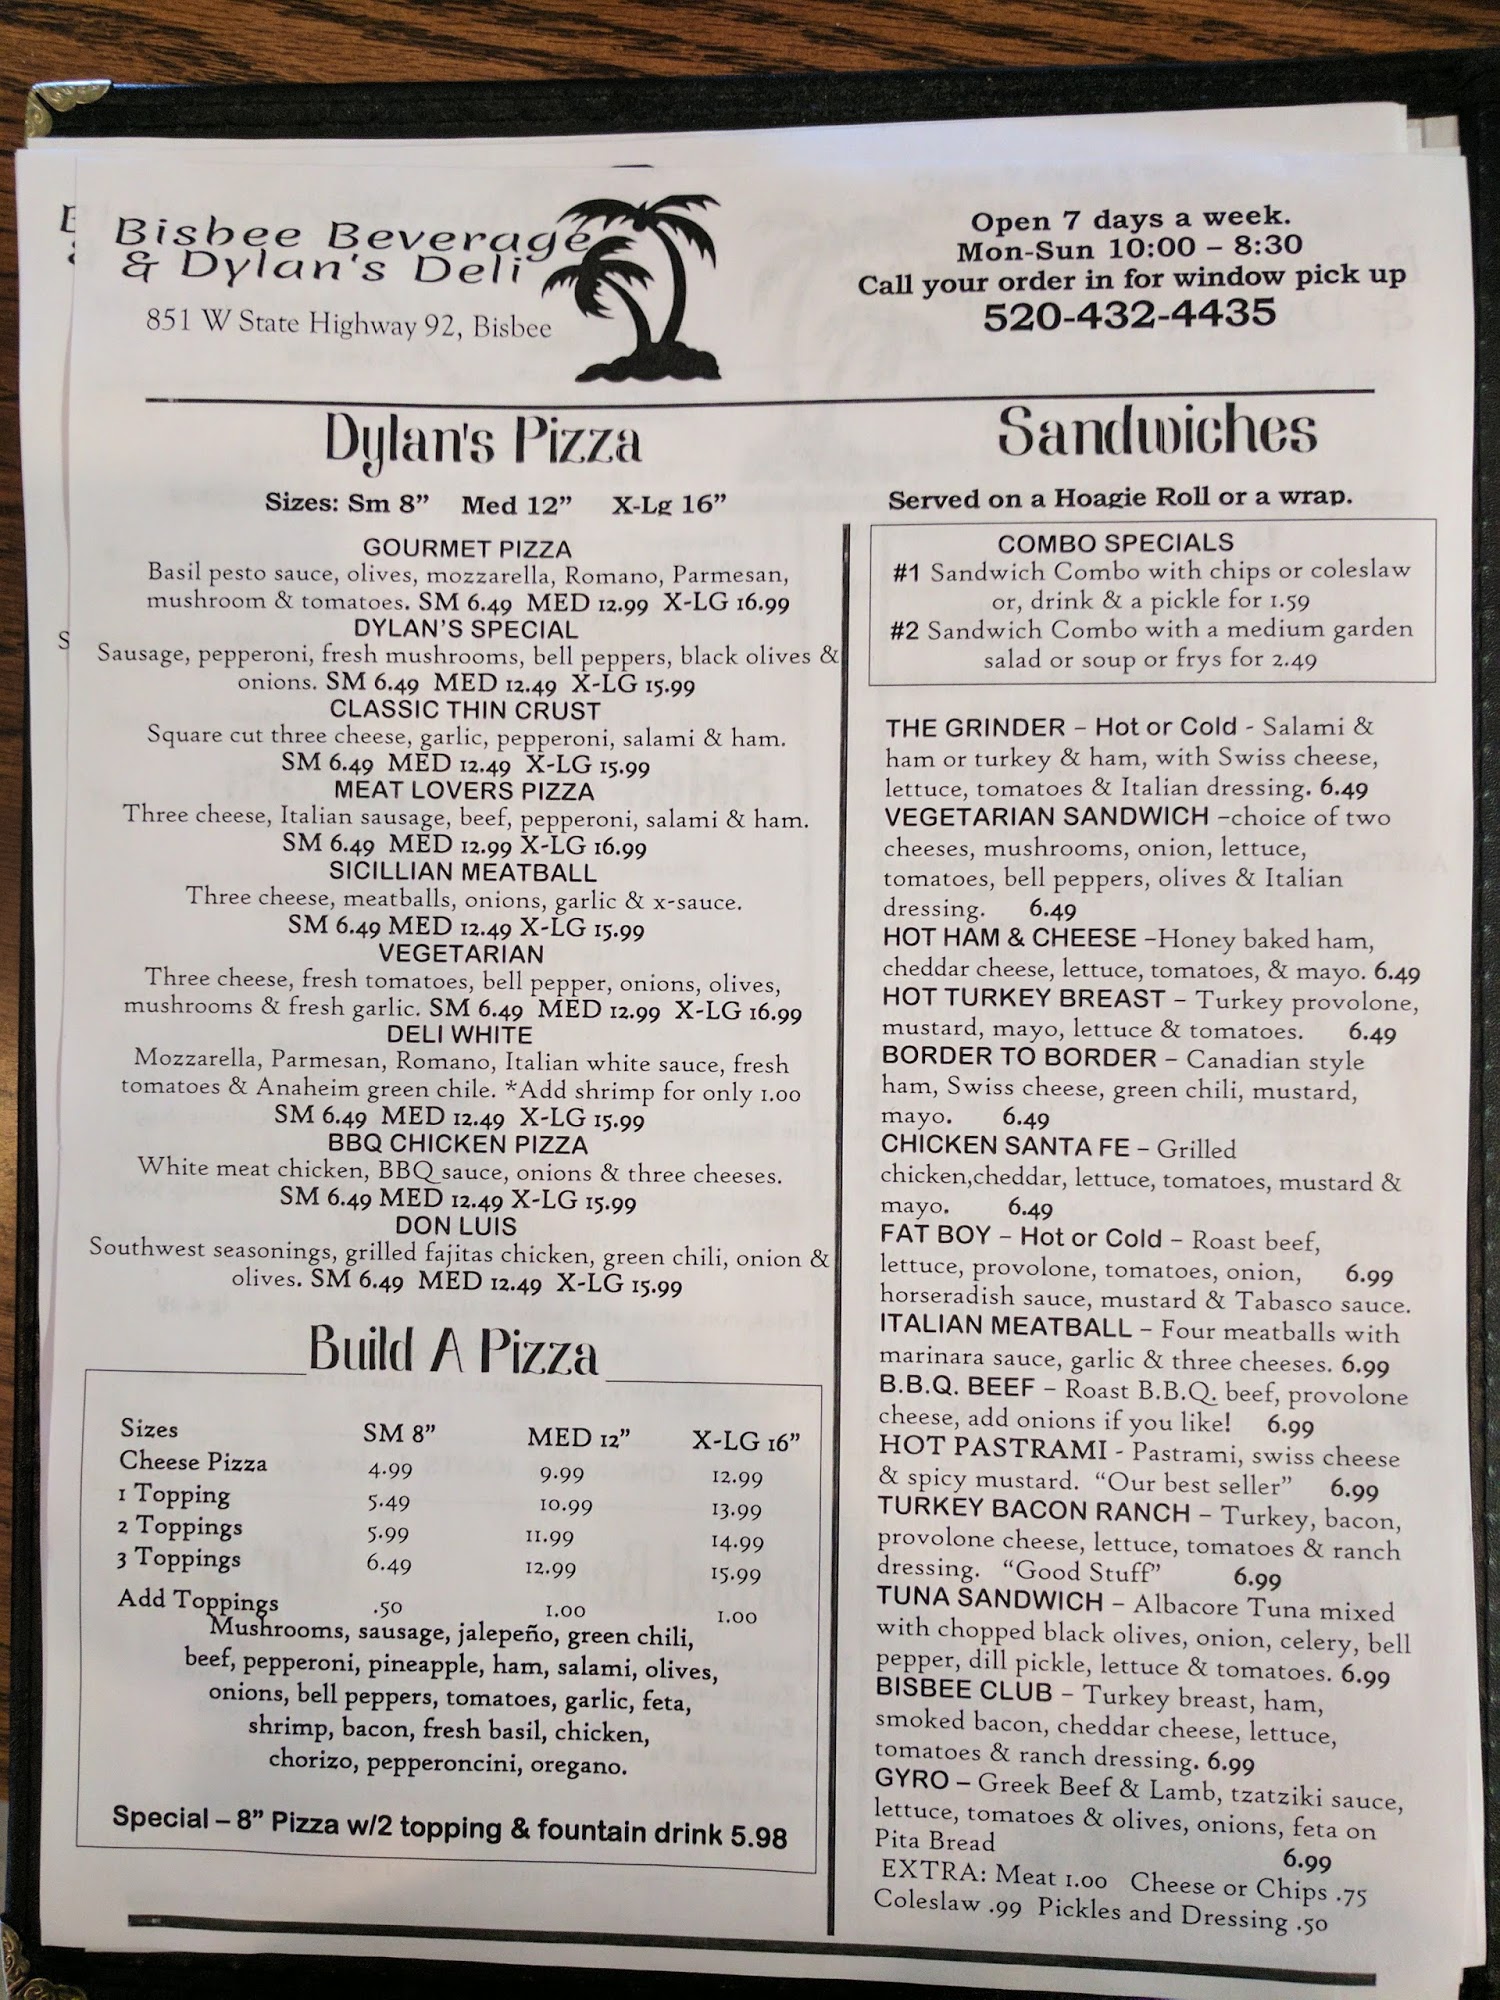 Bisbee Beverage
& Dylan's Deli
851 W State Highway 92, Bisbee
Open 7 days a week.
Mon-Sun 10:00 – 8:30
Call your order in for window pick up
520-432-4435
Dylan's Pizza
Sizes: Sm 8" Med 12" X-Lg 16"
GOURMET PIZZA
Basil pesto sauce, olives, mozzarella, Romano, Parmesan,
mushroom & tomatoes. SM 6.49 MED 12.99 X-LG 16.99
DYLAN'S SPECIAL
Sausage, pepperoni, fresh mushrooms, bell peppers, black olives &
onions. SM 6.49 MED 12.49 X-LG 15.99
CLASSIC THIN CRUST
Square cut three cheese, garlic, pepperoni, salami & ham.
SM 6.49 MED 12.49 X-LG 15.99
MEAT LOVERS PIZZA
Three cheese, Italian sausage, beef, pepperoni, salami & ham.
SM 6.49 MED 12.99 X-LG 16.99
SICILLIAN MEATBALL
Three cheese, meatballs, onions, garlic & x-sauce.
SM 6.49 MED 12.49 X-LG 15.99
VEGETARIAN
Three cheese, fresh tomatoes, bell pepper, onions, olives,
mushrooms & fresh garlic. SM 6.49 MED 12.99 X-LG 16.99
DELI WHITE
Mozzarella, Parmesan, Romano, Italian white sauce, fresh
tomatoes & Anaheim green chile. *Add shrimp for only 1.00
SM 6.49 MED 12.49 X-LG 15.99
BBQ CHICKEN PIZZA
White meat chicken, BBQ sauce, onions & three cheeses.
SM 6.49 MED 12.49 X-LG 15.99
DON LUIS
Southwest seasonings, grilled fajitas chicken, green chili, onion &
olives. SM 6.49 MED 12.49 X-LG 15.99
Build A Pizza
Sizes SM 8" MED 12" X-LG 16"
Cheese Pizza 4.99 9.99 12.99
1 Topping 5.49 10.99 13.99
2 Toppings 5.99 11.99 14.99
3 Toppings 6.49 12.99 15.99
Add Toppings .50 1.00 1.00
Mushrooms, sausage, jalepeño, green chili,
beef, pepperoni, pineapple, ham, salami, olives,
onions, bell peppers, tomatoes, garlic, feta,
shrimp, bacon, fresh basil, chicken,
chorizo, pepperoncini, oregano.
Special – 8" Pizza w/2 topping & fountain drink 5.98
Sandwiches
Served on a Hoagie Roll or a wrap.
COMBO SPECIALS
#1 Sandwich Combo with chips or coleslaw
or, drink & a pickle for 1.59
#2 Sandwich Combo with a medium garden
salad or soup or frys for 2.49
THE GRINDER – Hot or Cold - Salami &
ham or turkey & ham, with Swiss cheese,
lettuce, tomatoes & Italian dressing. 6.49
VEGETARIAN SANDWICH –choice of two
cheeses, mushrooms, onion, lettuce,
tomatoes, bell peppers, olives & Italian
dressing. 6.49
HOT HAM & CHEESE –Honey baked ham,
cheddar cheese, lettuce, tomatoes, & mayo. 6.49
HOT TURKEY BREAST – Turkey provolone,
mustard, mayo, lettuce & tomatoes. 6.49
BORDER TO BORDER – Canadian style
ham, Swiss cheese, green chili, mustard,
mayo. 6.49
CHICKEN SANTA FE – Grilled
chicken,cheddar, lettuce, tomatoes, mustard &
mayo. 6.49
FAT BOY – Hot or Cold – Roast beef,
lettuce, provolone, tomatoes, onion, 6.99
horseradish sauce, mustard & Tabasco sauce.
ITALIAN MEATBALL – Four meatballs with
marinara sauce, garlic & three cheeses. 6.99
B.B.Q. BEEF – Roast B.B.Q. beef, provolone
cheese, add onions if you like! 6.99
HOT PASTRAMI - Pastrami, swiss cheese
& spicy mustard. "Our best seller" 6.99
TURKEY BACON RANCH – Turkey, bacon,
provolone cheese, lettuce, tomatoes & ranch
dressing. "Good Stuff" 6.99
TUNA SANDWICH – Albacore Tuna mixed
with chopped black olives, onion, celery, bell
pepper, dill pickle, lettuce & tomatoes. 6.99
BISBEE CLUB – Turkey breast, ham,
smoked bacon, cheddar cheese, lettuce,
tomatoes & ranch dressing. 6.99
GYRO – Greek Beef & Lamb, tzatziki sauce,
lettuce, tomatoes & olives, onions, feta on
Pita Bread 6.99
EXTRA: Meat 1.00 Cheese or Chips .75
Coleslaw .99 Pickles and Dressing .50